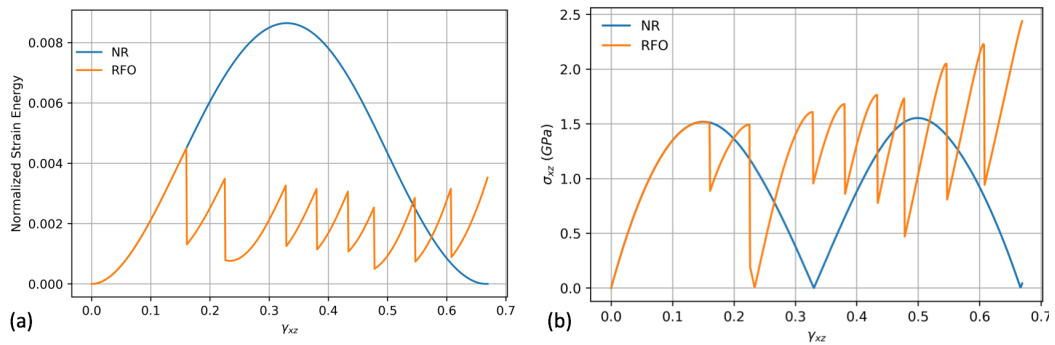 Normalized Strain Energy
0.008
0.006
0.004
0.002
0.000
NR
RFO
0.0 0.1 0.2 0.3 0.4 0.5 0.6 0.7
γxz
(a)
σxz (GPa)
2.5
2.0
1.5
1.0
0.5
0.0
NR
RFO
0.0 0.1 0.2 0.3 0.4 0.5 0.6 0.7
γxz
(b)